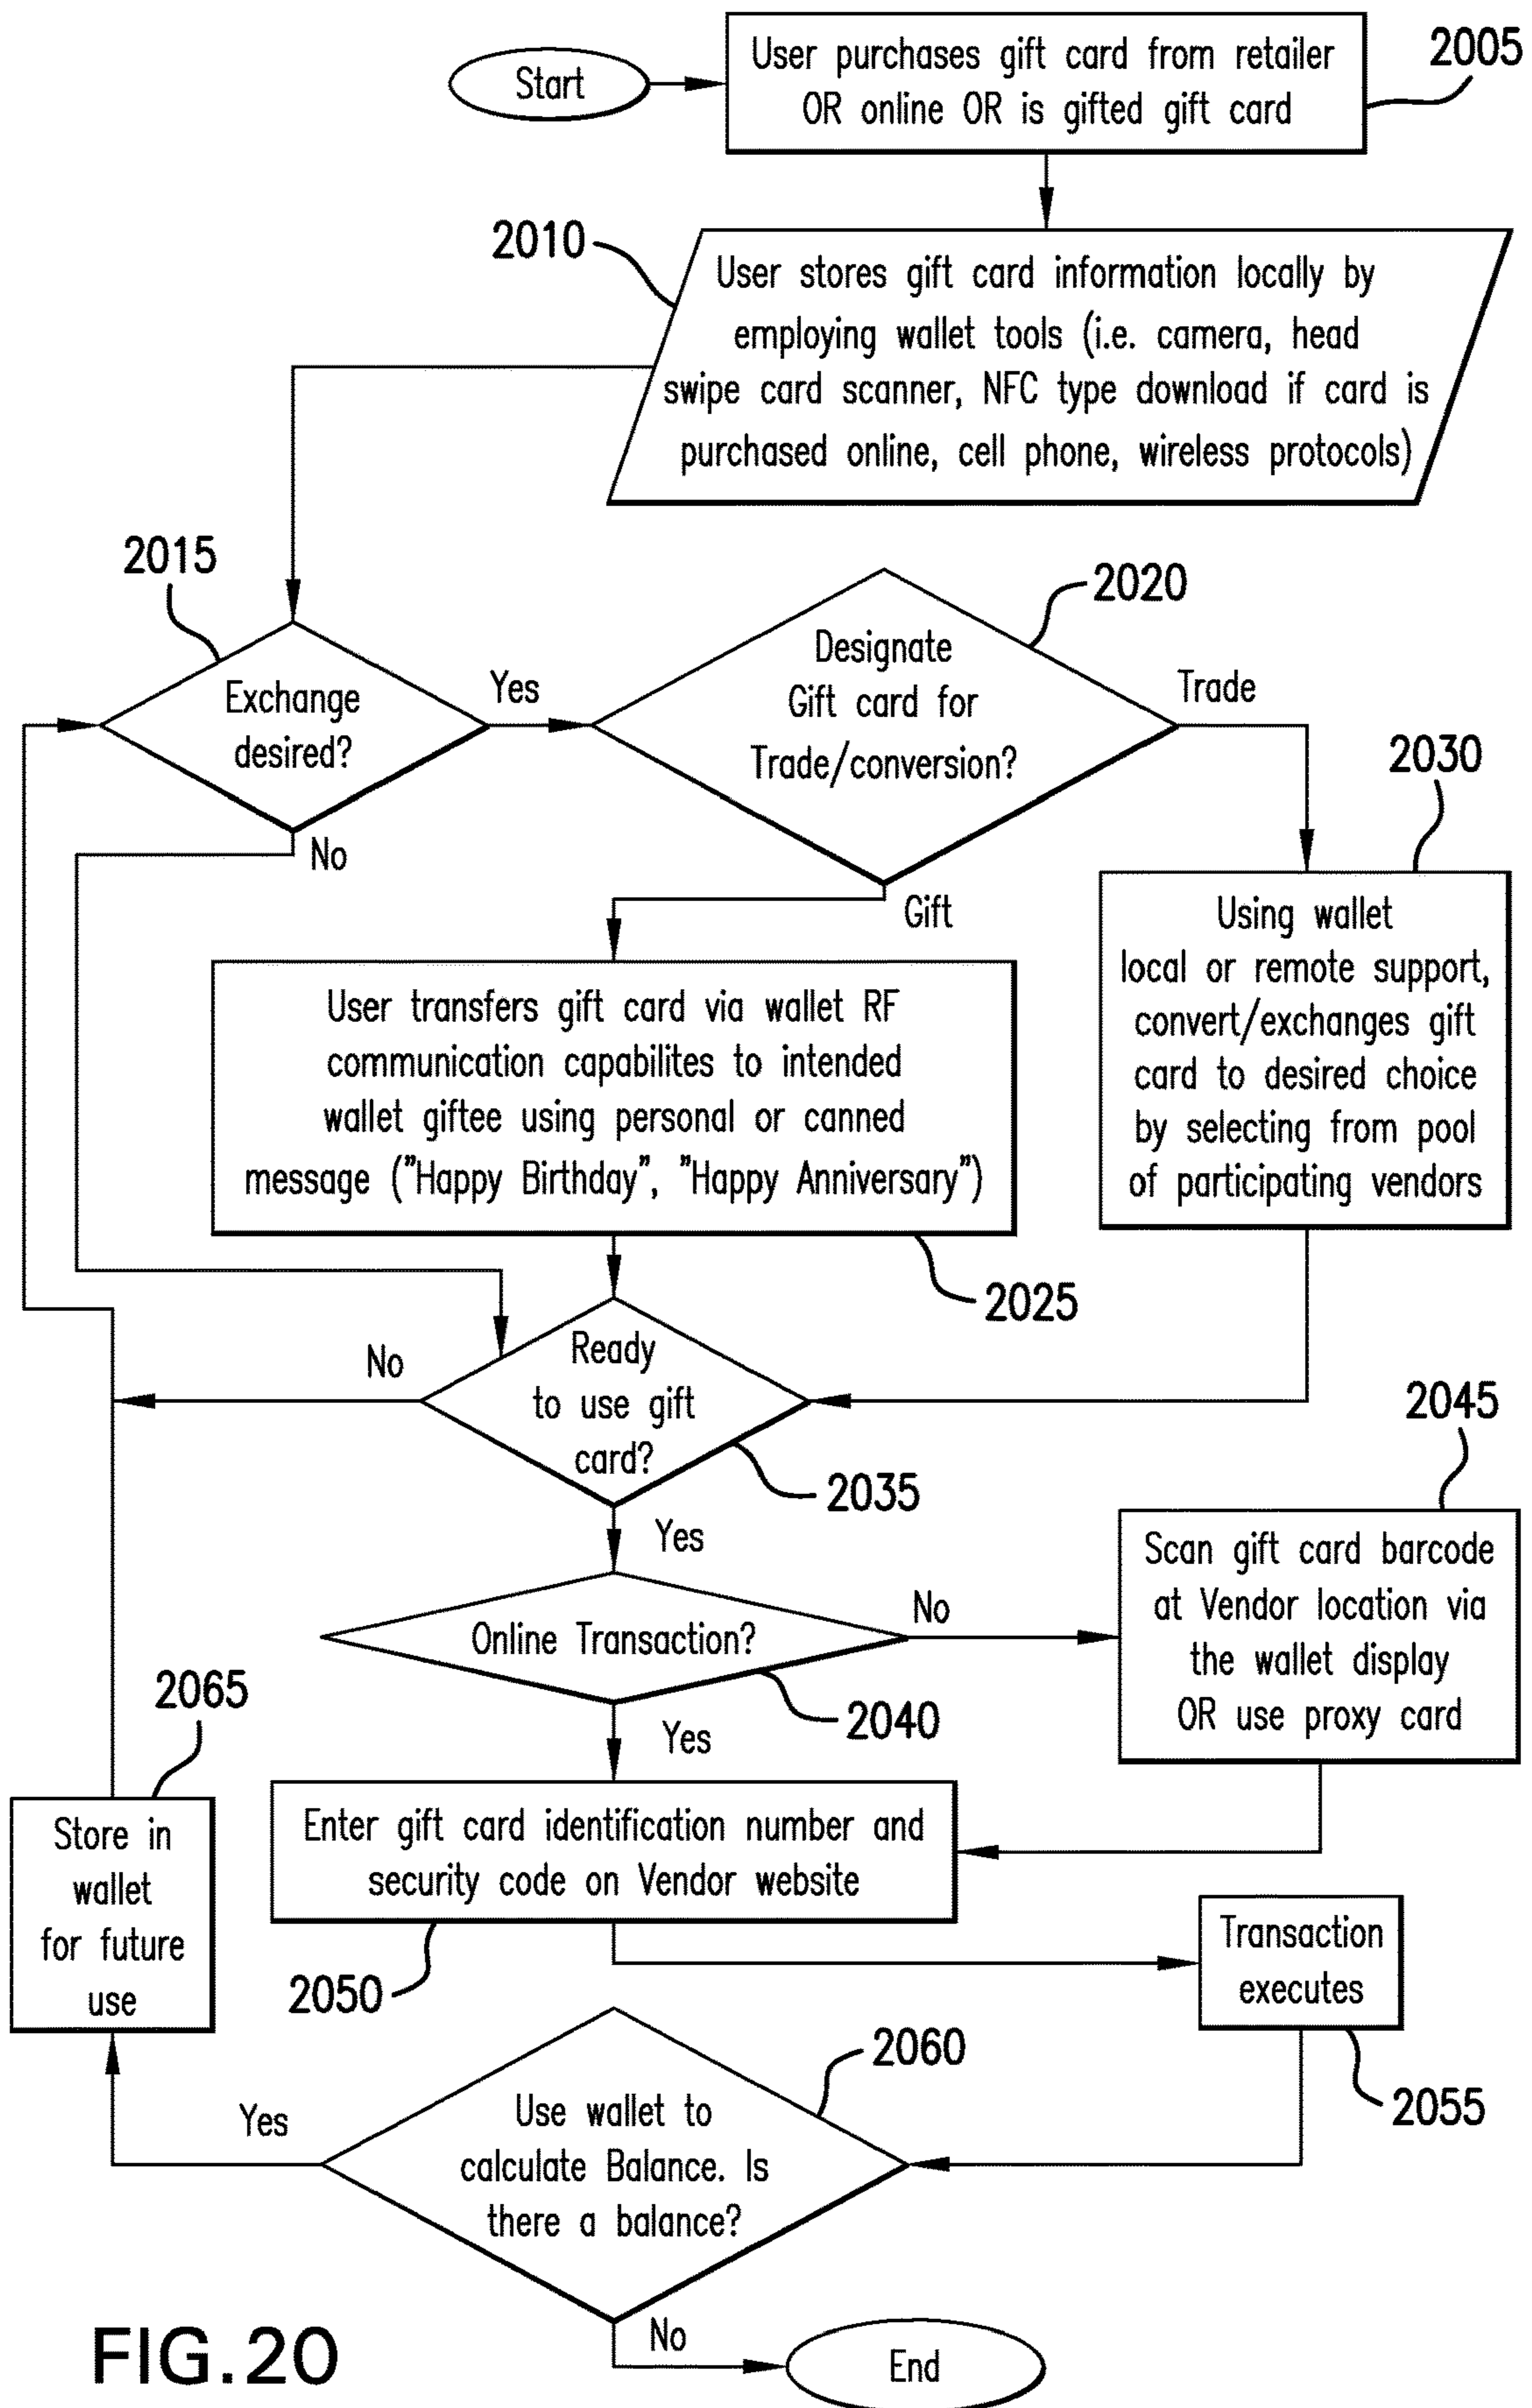 Start
User purchases gift card from retailer
OR online OR is gifted gift card
2005
2010
User stores gift card information locally by
employing wallet tools (i.e. camera, head
swipe card scanner, NFC type download if card is
purchased online, cell phone, wireless protocols)
2015
Exchange
desired?
Yes
No
2020
Designate
Gift card for
Trade/conversion?
Trade
Gift
2030
Using wallet
local or remote support,
convert/exchanges gift
card to desired choice
by selecting from pool
of participating vendors
User transfers gift card via wallet RF
communication capabilites to intended
wallet giftee using personal or canned
message ("Happy Birthday", "Happy Anniversary")
2025
No
Ready
to use gift
card?
2035
Yes
2045
Scan gift card barcode
at Vendor location via
the wallet display
OR use proxy card
Online Transaction?
No
2040
Yes
2065
Store in
wallet
for future
use
Enter gift card identification number and
security code on Vendor website
2050
Transaction
executes
2055
2060
Use wallet to
calculate Balance. Is
there a balance?
Yes
No
End
FIG.20